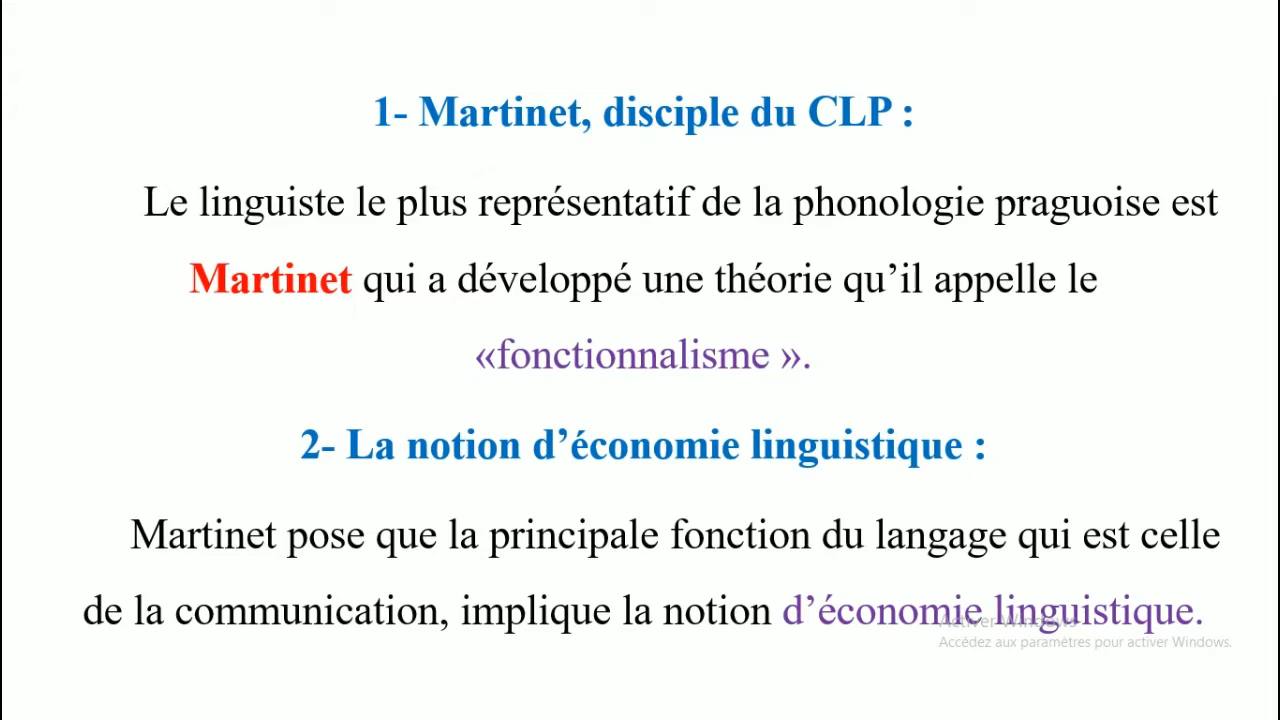 1- Martinet, disciple du CLP :
Le linguiste le plus représentatif de la phonologie praguoise est
Martinet qui a développé une théorie qu’il appelle le
«fonctionnalisme ».
2- La notion d’économie linguistique :
Martinet pose que la principale fonction du langage qui est celle
de la communication, implique la notion d’économie linguistique.
Activer Windows
Accédez aux paramètres pour activer Windows.